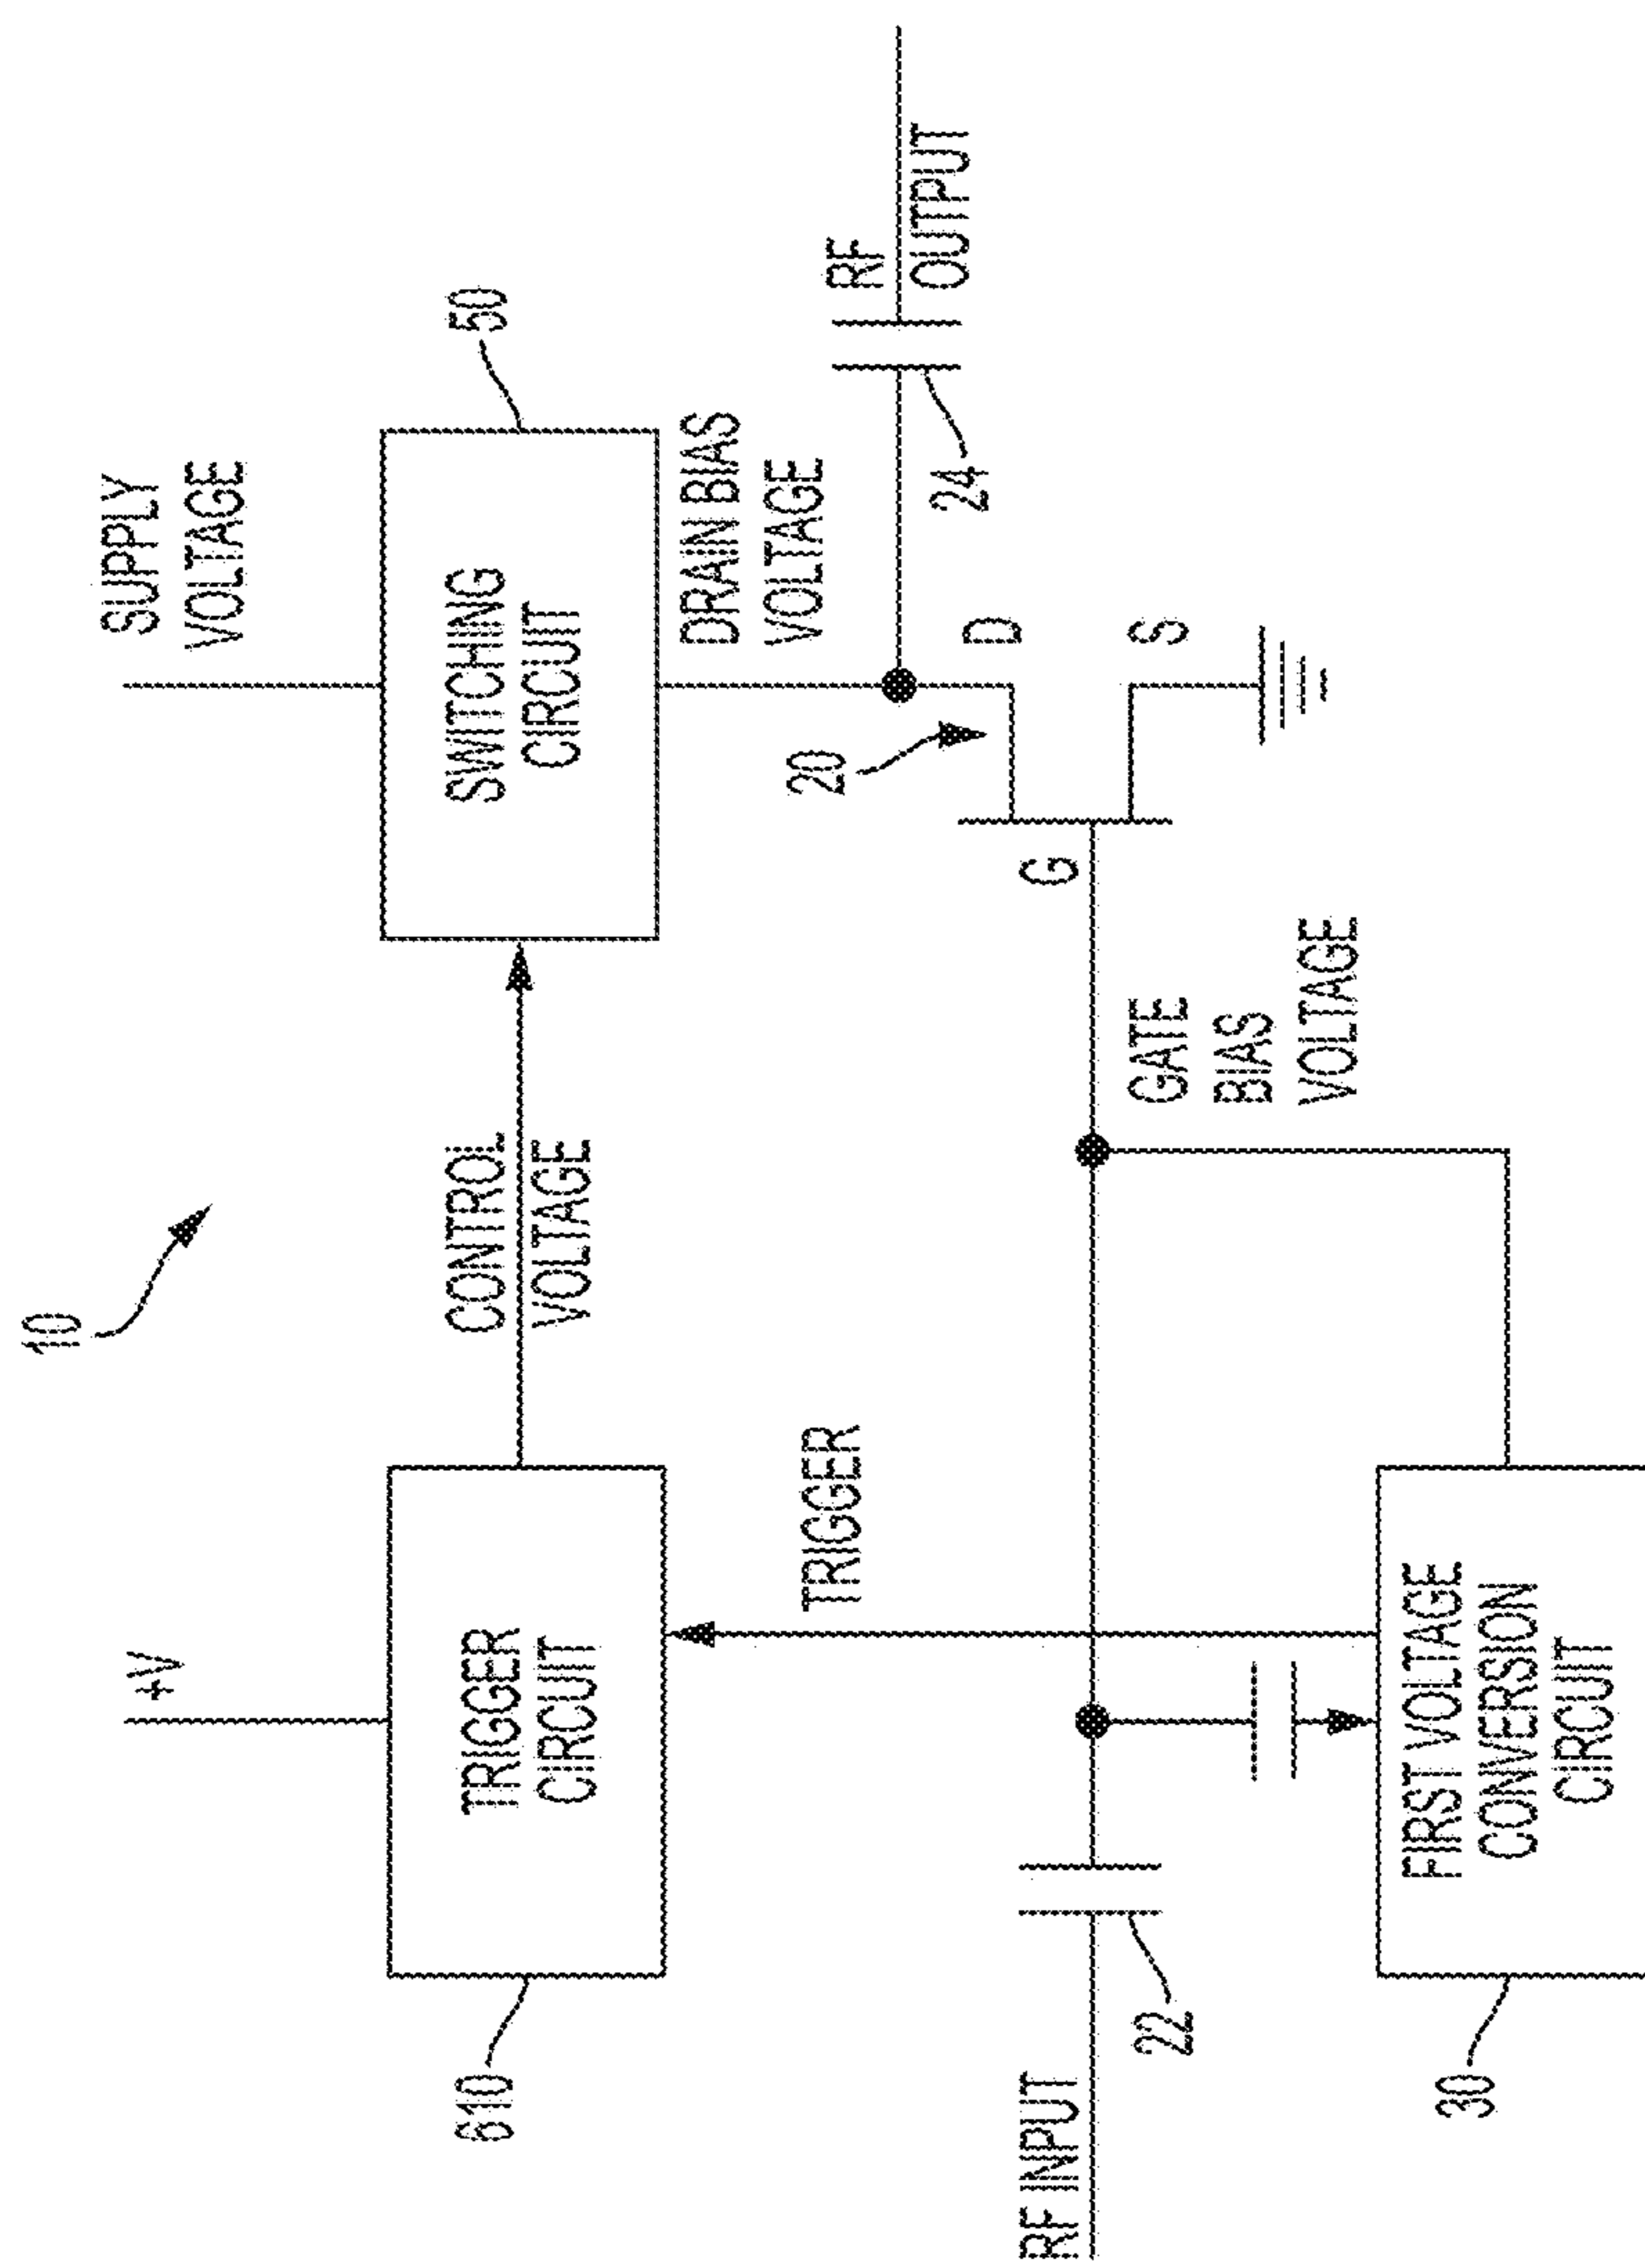 10
+V
SUPPLY
VOLTAGE
610
TRIGGER
CIRCUIT
CONTROL
VOLTAGE
SWITCHING
CIRCUIT
50
DRAIN BIAS
VOLTAGE
TRIGGER
20
RF
OUTPUT
24
D
RF INPUT
22
G
S
GATE
BIAS
VOLTAGE
30
FIRST VOLTAGE
CONVERSION
CIRCUIT